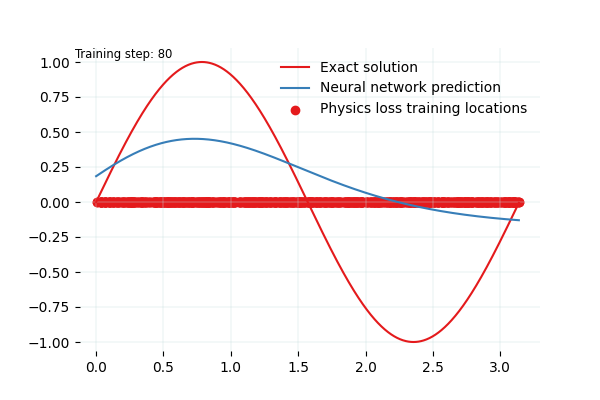 Training step: 80
Exact solution
Neural network prediction
Physics loss training locations
1.00
0.75
0.50
0.25
0.00
−0.25
−0.50
−0.75
−1.00
0.0 0.5 1.0 1.5 2.0 2.5 3.0